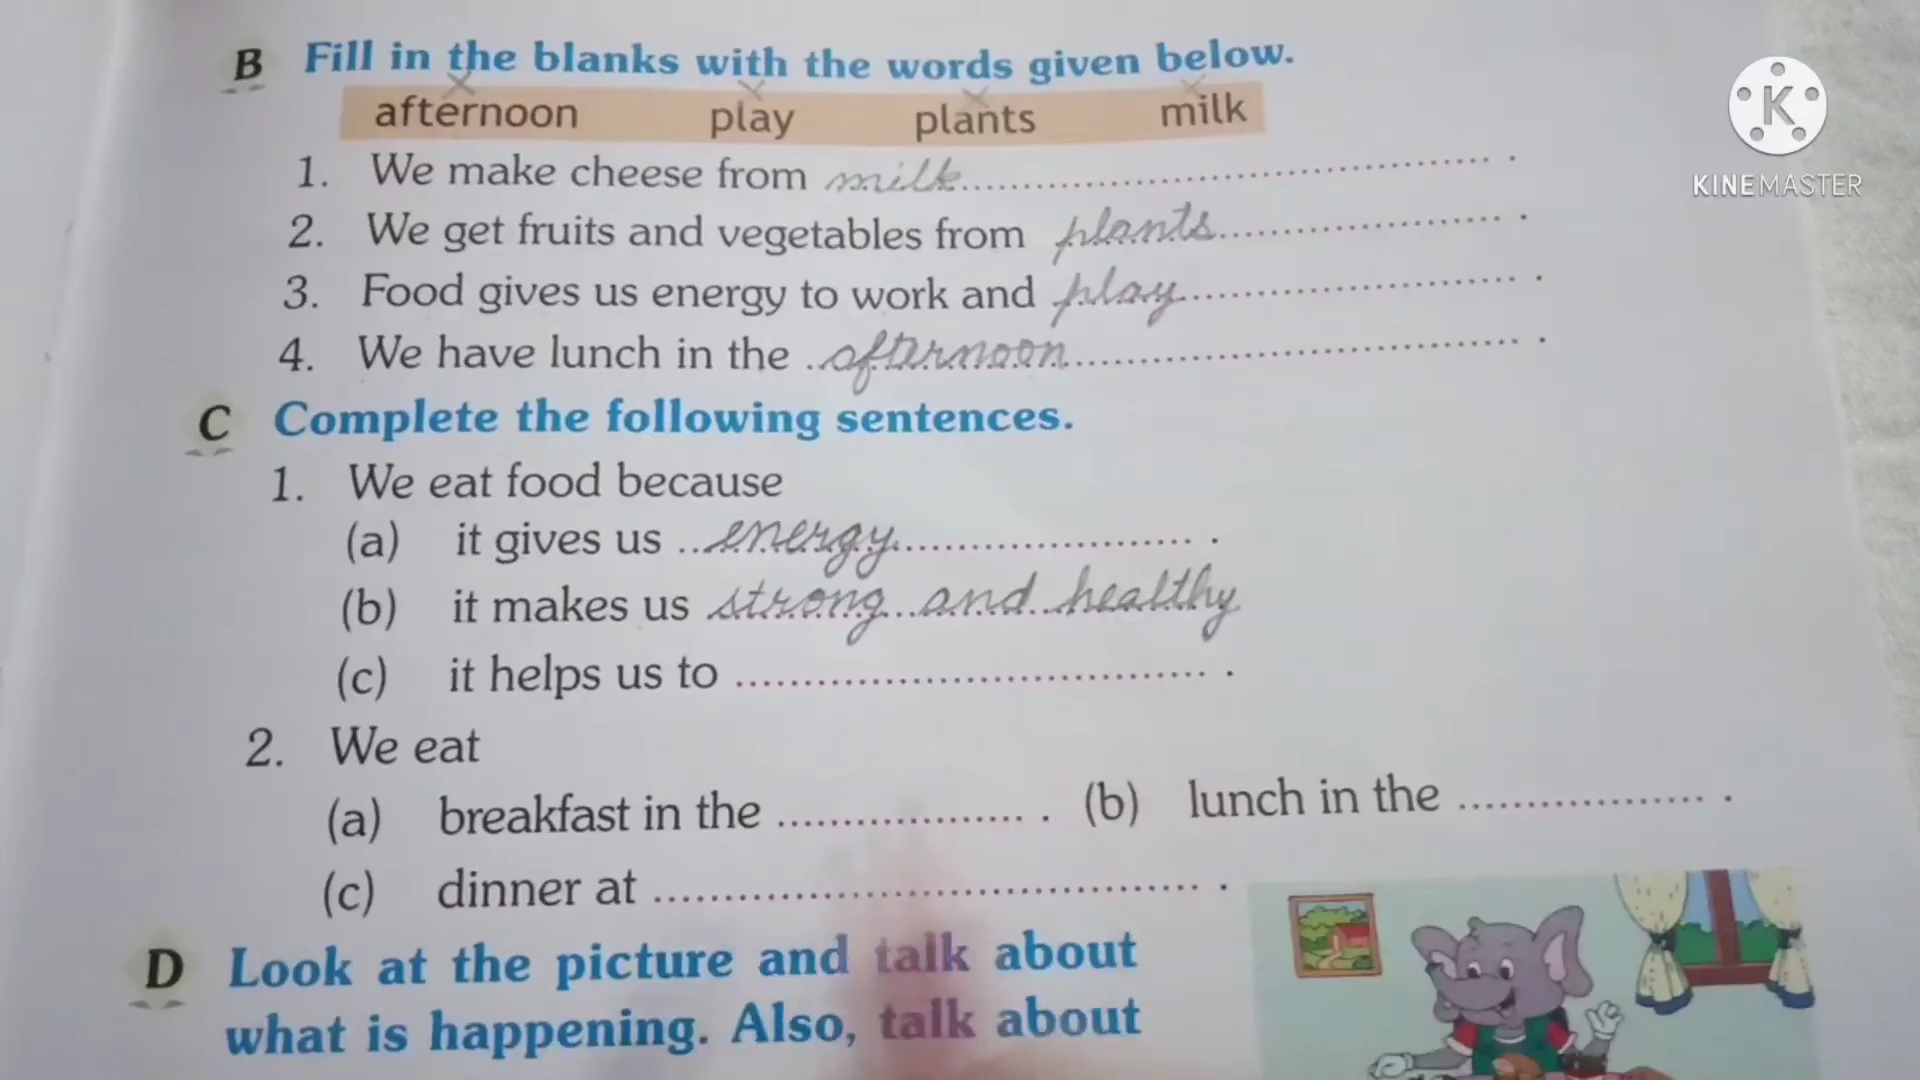 B Fill in the blanks with the words given below.
afternoon play plants milk
KINEMASTER
1. We make cheese from milk.
2. We get fruits and vegetables from plants.
3. Food gives us energy to work and play.
4. We have lunch in the afternoon.
C Complete the following sentences.
1. We eat food because
(a) it gives us energy.
(b) it makes us strong and healthy
(c) it helps us to .
2. We eat
(a) breakfast in the . (b) lunch in the .
(c) dinner at .
D Look at the picture and talk about
what is happening. Also, talk about